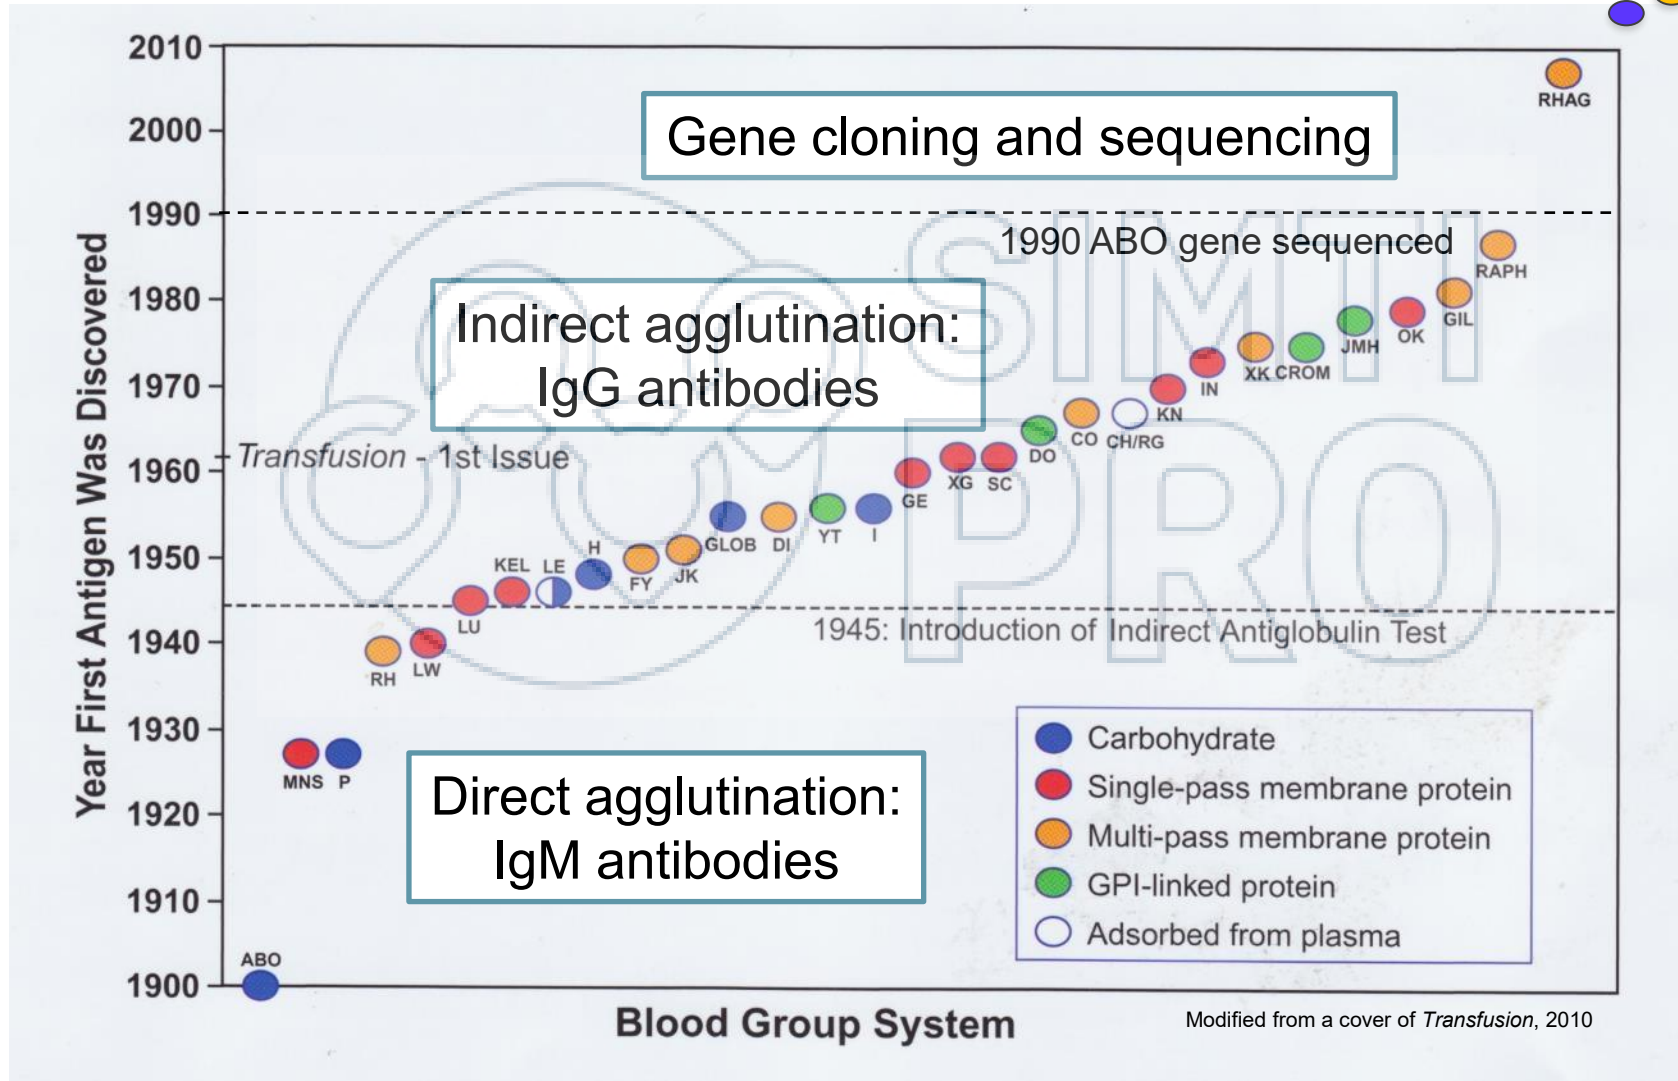 2010
2000
1990
1980
1970
1960
1950
1940
1930
1920
1910
1900
Year First Antigen Was Discovered
Gene cloning and sequencing
RHAG
1990 ABO gene sequenced
RAPH
Indirect agglutination:
IgG antibodies
GIL
OK
JMH
CROM
XK
IN
KN
CH/RG
CO
DO
Transfusion - 1st Issue
SC
XG
GE
I
YT
DI
GLOB
JK
FY
H
LE
KEL
LU
1945: Introduction of Indirect Antiglobulin Test
LW
RH
MNS
P
Direct agglutination:
IgM antibodies
ABO
Carbohydrate
Single-pass membrane protein
Multi-pass membrane protein
GPI-linked protein
Adsorbed from plasma
Blood Group System
Modified from a cover of Transfusion, 2010
SIMTI
PRO